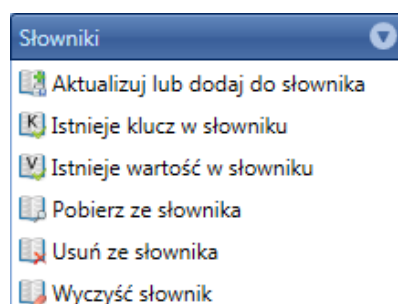 Słowniki
Aktualizuj lub dodaj do słownika
K Istnieje klucz w słowniku
V Istnieje wartość w słowniku
Pobierz ze słownika
Usuń ze słownika
Wyczyść słownik